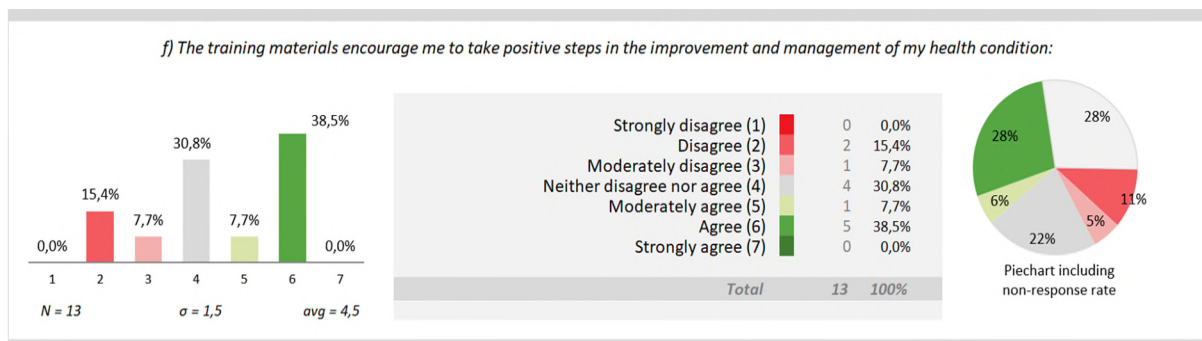 f) The training materials encourage me to take positive steps in the improvement and management of my health condition:
0,0%
15,4%
7,7%
30,8%
7,7%
38,5%
0,0%
1 2 3 4 5 6 7
N = 13 σ = 1,5 avg = 4,5
Strongly disagree (1) 0 0,0%
Disagree (2) 2 15,4%
Moderately disagree (3) 1 7,7%
Neither disagree nor agree (4) 4 30,8%
Moderately agree (5) 1 7,7%
Agree (6) 5 38,5%
Strongly agree (7) 0 0,0%
Total 13 100%
28%
28%
11%
6%
5%
22%
Piechart including
non-response rate